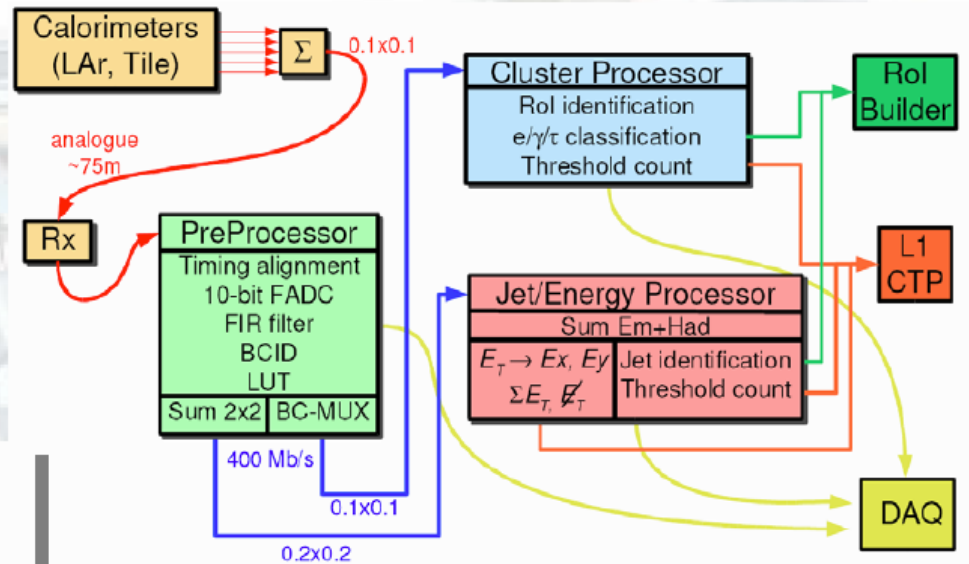 Calorimeters
(LAr, Tile)
Σ
0.1x0.1
analogue
~75m
Rx
PreProcessor
Timing alignment
10-bit FADC
FIR filter
BCID
LUT
Sum 2x2
BC-MUX
400 Mb/s
0.1x0.1
0.2x0.2
Cluster Processor
RoI identification
e/γ/τ classification
Threshold count
Jet/Energy Processor
Sum Em+Had
E_T → Ex, Ey
ΣE_T, E̸_T
Jet identification
Threshold count
RoI
Builder
L1
CTP
DAQ